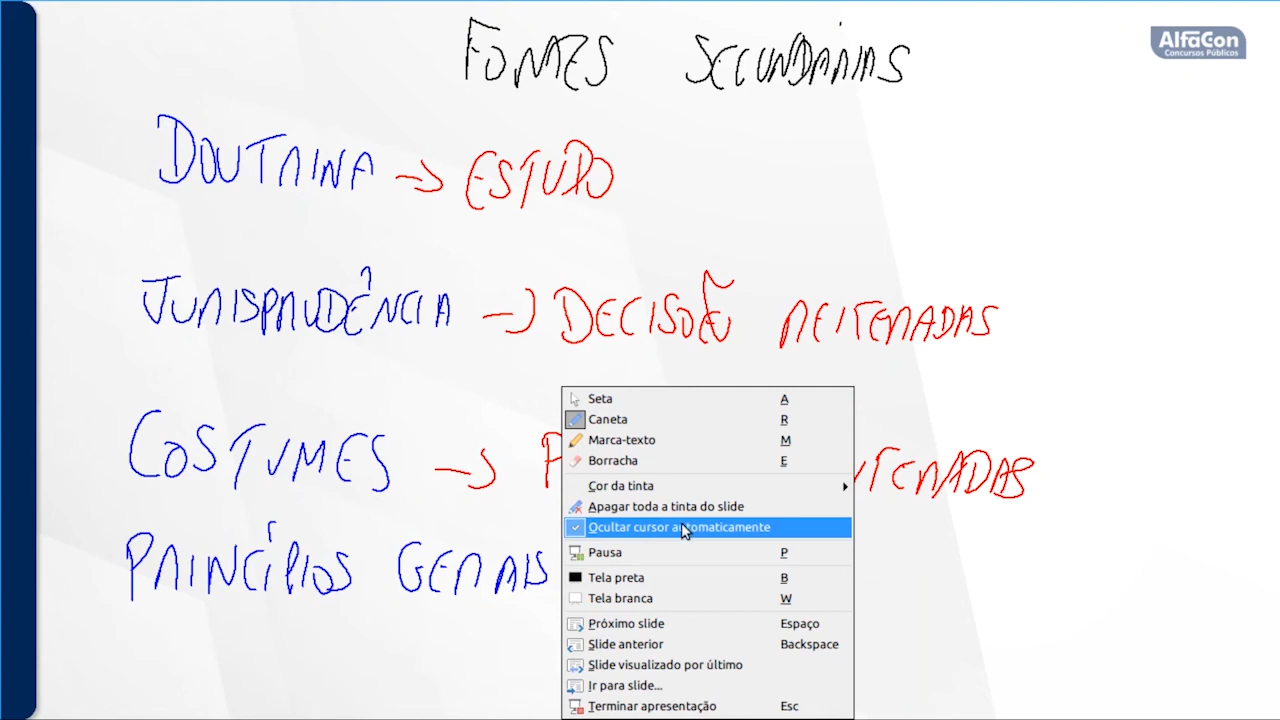 FONTES SECUNDÁRIAS
AlfaCon
Concursos Públicos
DOUTRINA → ESTUDO
JURISPRUDÊNCIA → DECISÕE REITERADAS
COSTUMES →
PRINCÍPIOS GERAIS
Seta A
Caneta R
Marca-texto M
Borracha E
Cor da tinta
Apagar toda a tinta do slide
Ocultar cursor automaticamente
Pausa P
Tela preta B
Tela branca W
Próximo slide Espaço
Slide anterior Backspace
Slide visualizado por último
Ir para slide...
Terminar apresentação Esc